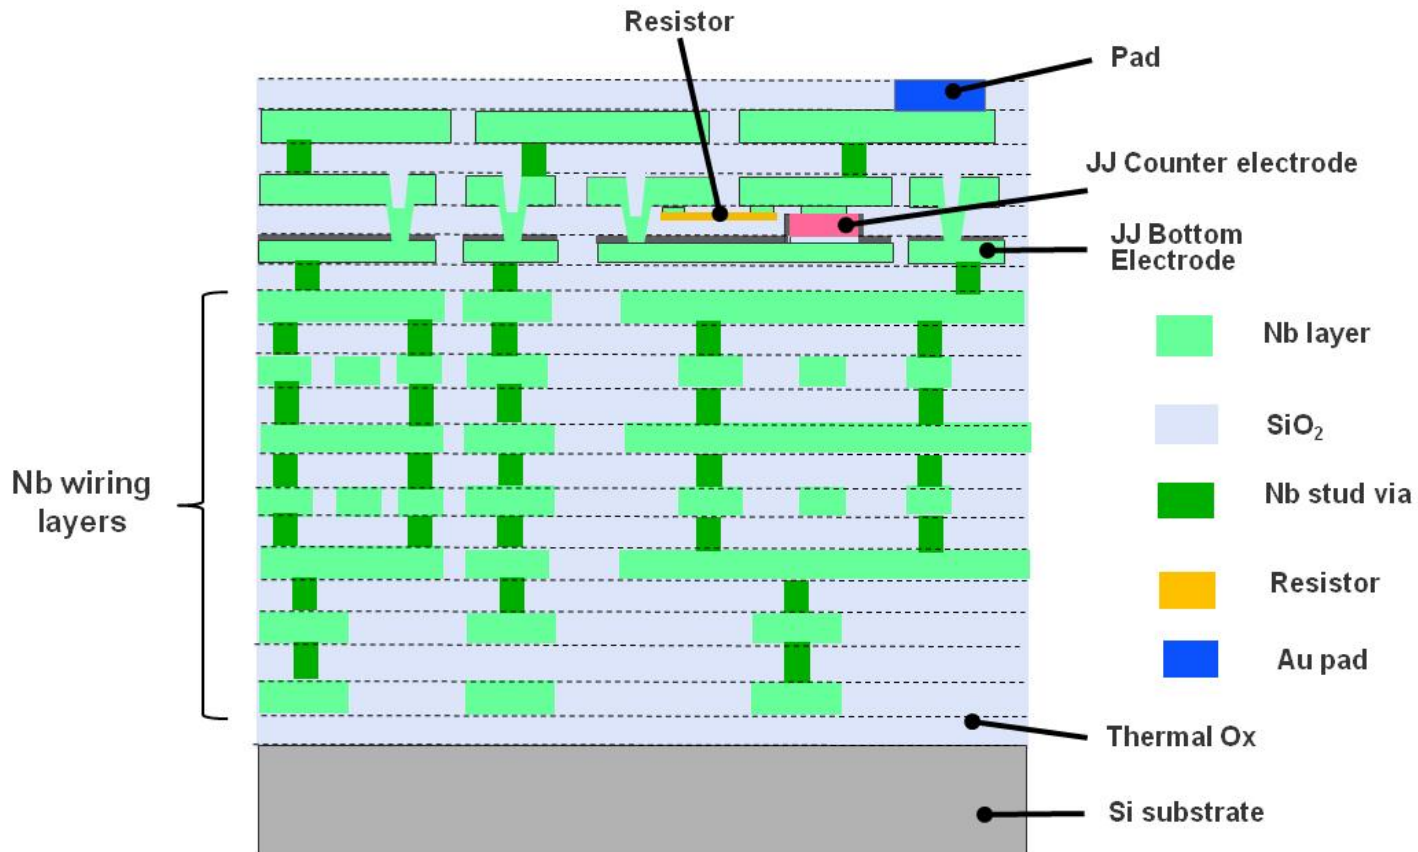 Resistor
Pad
JJ Counter electrode
JJ Bottom
Electrode
Nb layer
SiO₂
Nb wiring
layers
Nb stud via
Resistor
Au pad
Thermal Ox
Si substrate